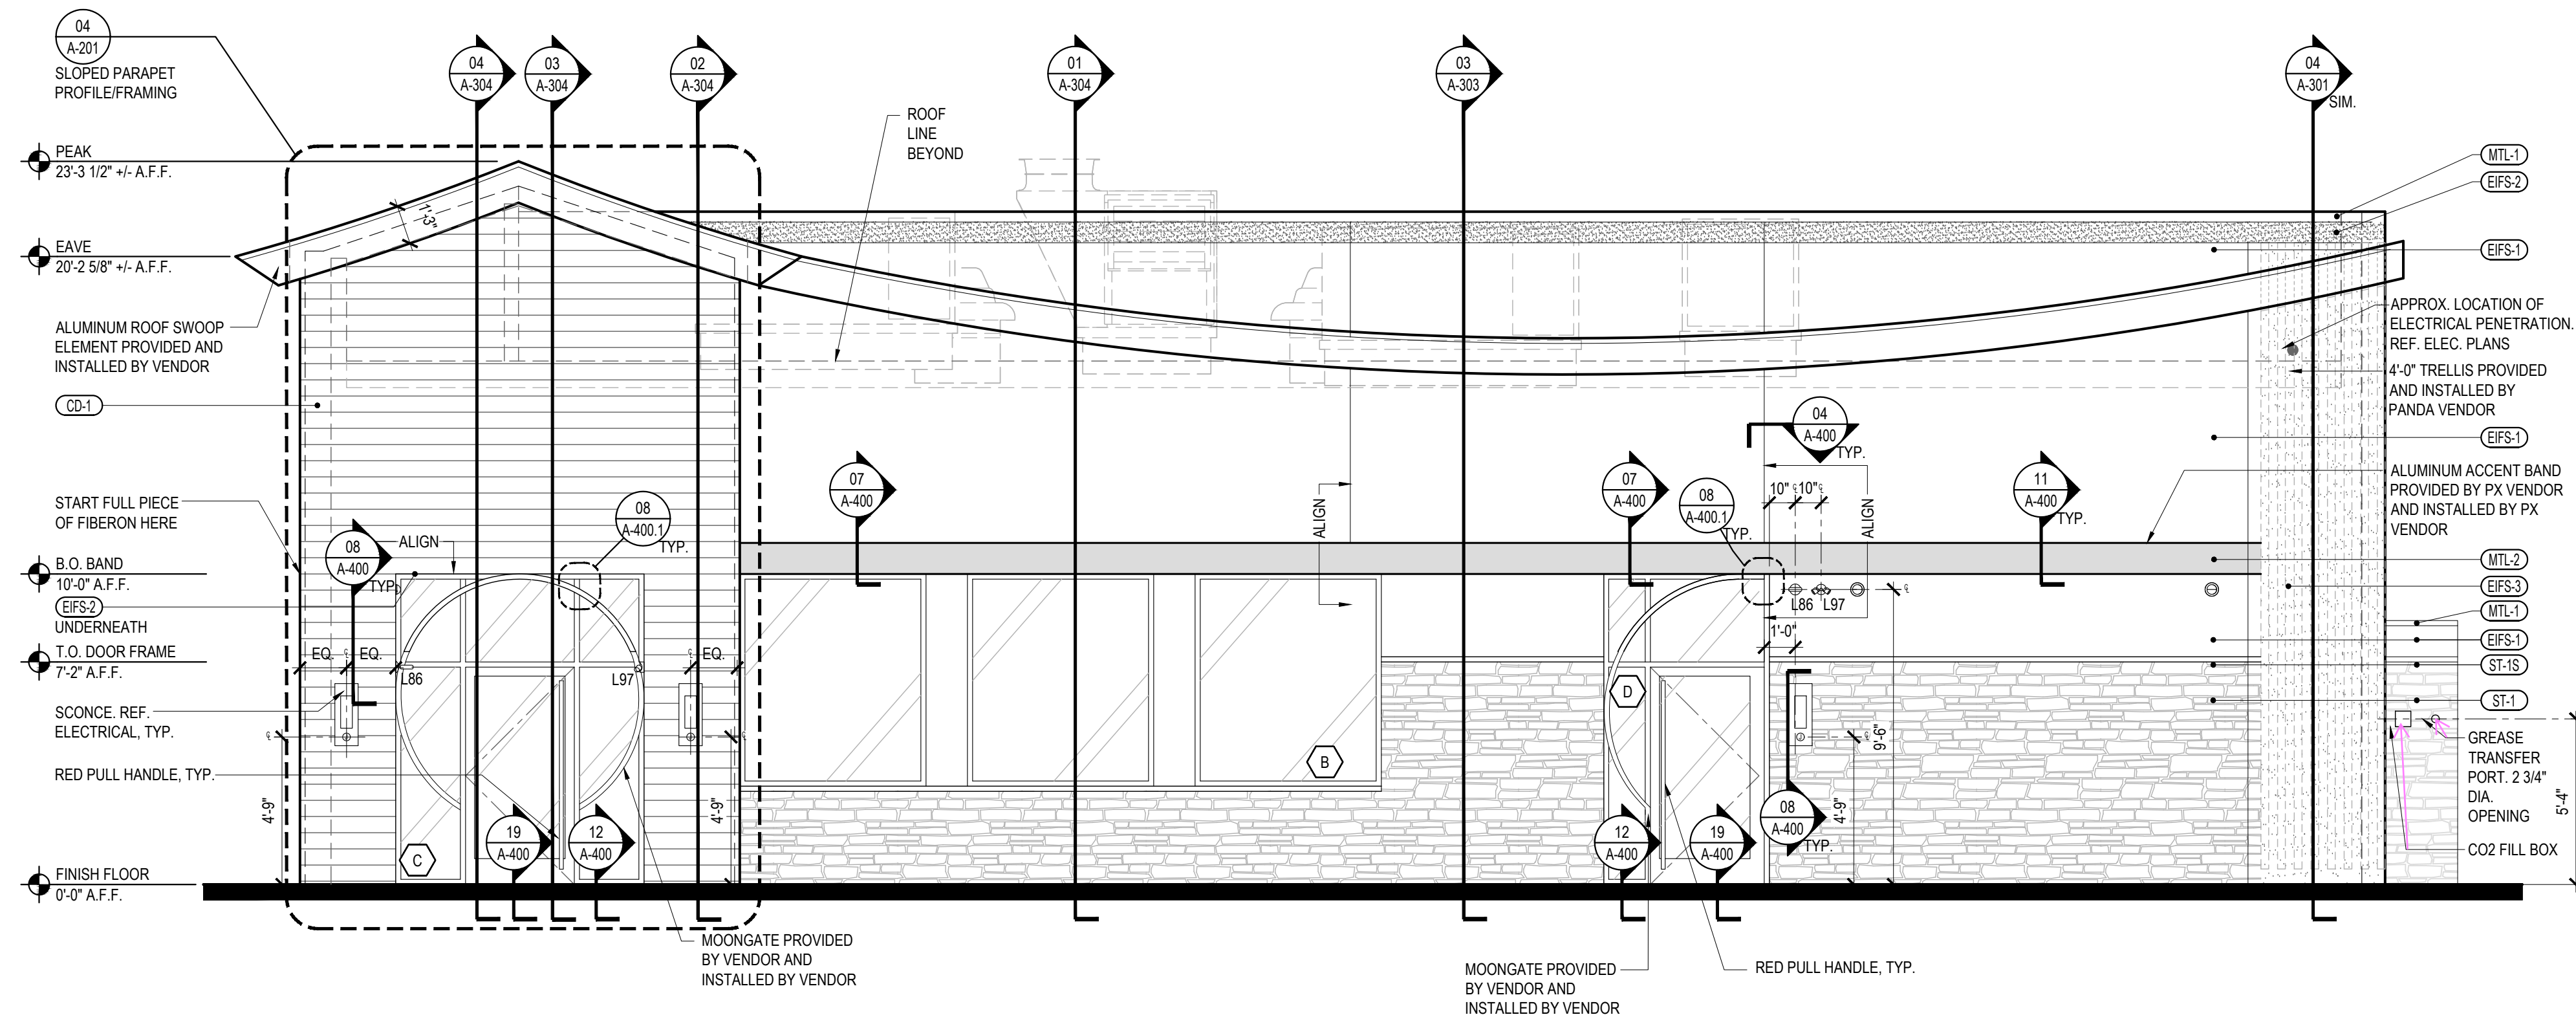 04
A-201
SLOPED PARAPET
PROFILE/FRAMING
04
A-304
03
A-304
02
A-304
01
A-304
03
A-303
04
A-301
SIM.
ROOF
LINE
BEYOND
PEAK
23'-3 1/2" +/- A.F.F.
1'-3"
EAVE
20'-2 5/8" +/- A.F.F.
ALUMINUM ROOF SWOOP
ELEMENT PROVIDED AND
INSTALLED BY VENDOR
CD-1
START FULL PIECE
OF FIBERON HERE
08
A-400
TYP.
ALIGN
08
A-400.1
TYP.
B.O. BAND
10'-0" A.F.F.
EIFS-2
UNDERNEATH
T.O. DOOR FRAME
7'-2" A.F.F.
EQ.
EQ.
L86
L97
EQ.
SCONCE. REF.
ELECTRICAL, TYP.
RED PULL HANDLE, TYP.
4'-9"
4'-9"
C
19
A-400
12
A-400
FINISH FLOOR
0'-0" A.F.F.
MOONGATE PROVIDED
BY VENDOR AND
INSTALLED BY VENDOR
07
A-400
ALIGN
B
07
A-400
08
A-400.1
TYP.
04
A-400
TYP.
10"
10"
ALIGN
L86
L97
1'-0"
11
A-400
TYP.
D
9'-6"
4'-9"
08
A-400
TYP.
12
A-400
19
A-400
MOONGATE PROVIDED
BY VENDOR AND
INSTALLED BY VENDOR
RED PULL HANDLE, TYP.
MTL-1
EIFS-2
EIFS-1
APPROX. LOCATION OF
ELECTRICAL PENETRATION.
REF. ELEC. PLANS
4'-0" TRELLIS PROVIDED
AND INSTALLED BY
PANDA VENDOR
EIFS-1
ALUMINUM ACCENT BAND
PROVIDED BY PX VENDOR
AND INSTALLED BY PX
VENDOR
MTL-2
EIFS-3
MTL-1
EIFS-1
ST-1S
ST-1
GREASE
TRANSFER
PORT. 2 3/4"
DIA.
OPENING
5'-4"
CO2 FILL BOX